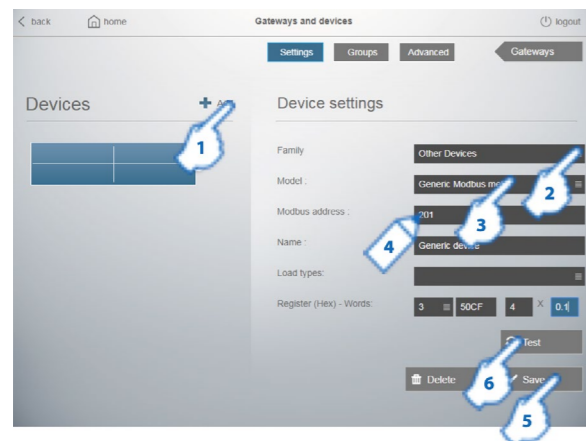 back home Gateways and devices logout
Settings Groups Advanced Gateways
Devices
Device settings
1
Family
Other Devices
Model :
Generic Modbus
2
Modbus address :
201
3
4
Name :
Generic
Load types:
Register (Hex) - Words:
3 50CF 4 X 0.1
Test
Delete
6
Save
5